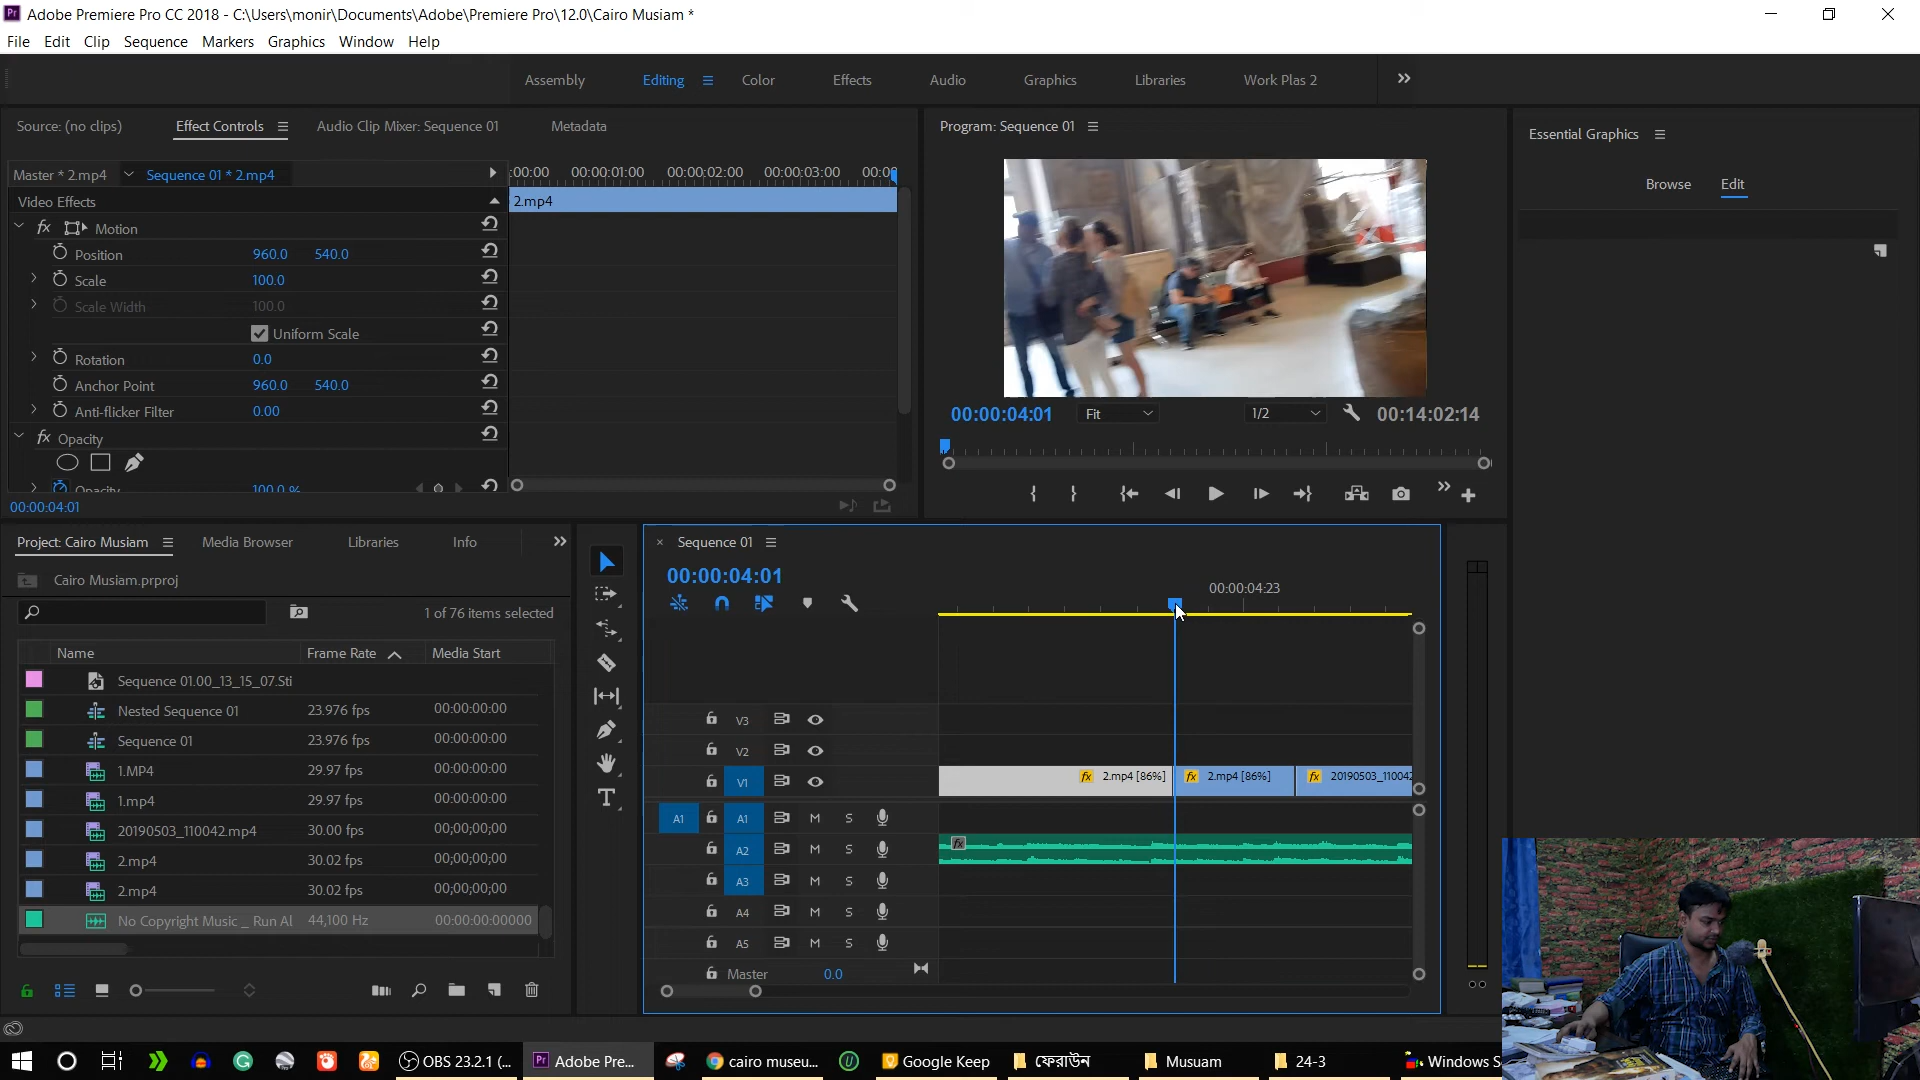 Pr Adobe Premiere Pro CC 2018 - C:\Users\monir\Documents\Adobe\Premiere Pro\12.0\Cairo Musiam *
File Edit Clip Sequence Markers Graphics Window Help
Assembly Editing Color Effects Audio Graphics Libraries Work Plas 2
Source: (no clips) Effect Controls Audio Clip Mixer: Sequence 01 Metadata
Program: Sequence 01
Essential Graphics
Browse Edit
Master * 2.mp4 Sequence 01 * 2.mp4
:00:00 00:00:01:00 00:00:02:00 00:00:03:00
Video Effects
2.mp4
fx Motion
Position 960.0 540.0
Scale 100.0
Scale Width 100.0
Uniform Scale
Rotation 0.0
Anchor Point 960.0 540.0
Anti-flicker Filter 0.00
fx Opacity
Opacity 100.0 %
00:00:04:01
00:00:04:01 Fit 1/2 00:14:02:14
Project: Cairo Musiam Media Browser Libraries Info
Cairo Musiam.prproj
1 of 76 items selected
Name Frame Rate Media Start
Sequence 01.00_13_15_07.Sti
Nested Sequence 01 23.976 fps 00:00:00:00
Sequence 01 23.976 fps 00:00:00:00
1.MP4 29.97 fps 00:00:00:00
1.mp4 29.97 fps 00:00:00:00
20190503_110042.mp4 30.00 fps 00;00;00;00
2.mp4 30.02 fps 00;00;00;00
2.mp4 30.02 fps 00;00;00;00
No Copyright Music _ Run Al 44,100 Hz 00:00:00:00000
Sequence 01
00:00:04:01
00:00:04:23
V3
V2
V1 fx 2.mp4 [86%] fx 2.mp4 [86%] fx 20190503_110042
A1 A1 M S
A2 M S fx
A3 M S
A4 M S
A5 M S
Master 0.0
OBS 23.2.1 (... Pr Adobe Pre... cairo museu... Google Keep ফেরাউন Musuam 24-3 Windows S